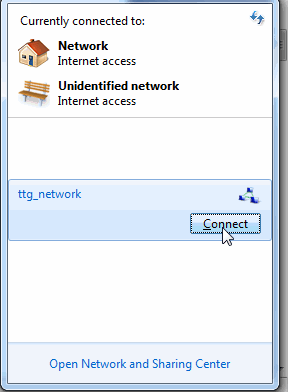 Currently connected to:
Network
Internet access
Unidentified network
Internet access
ttg_network
Connect
Open Network and Sharing Center